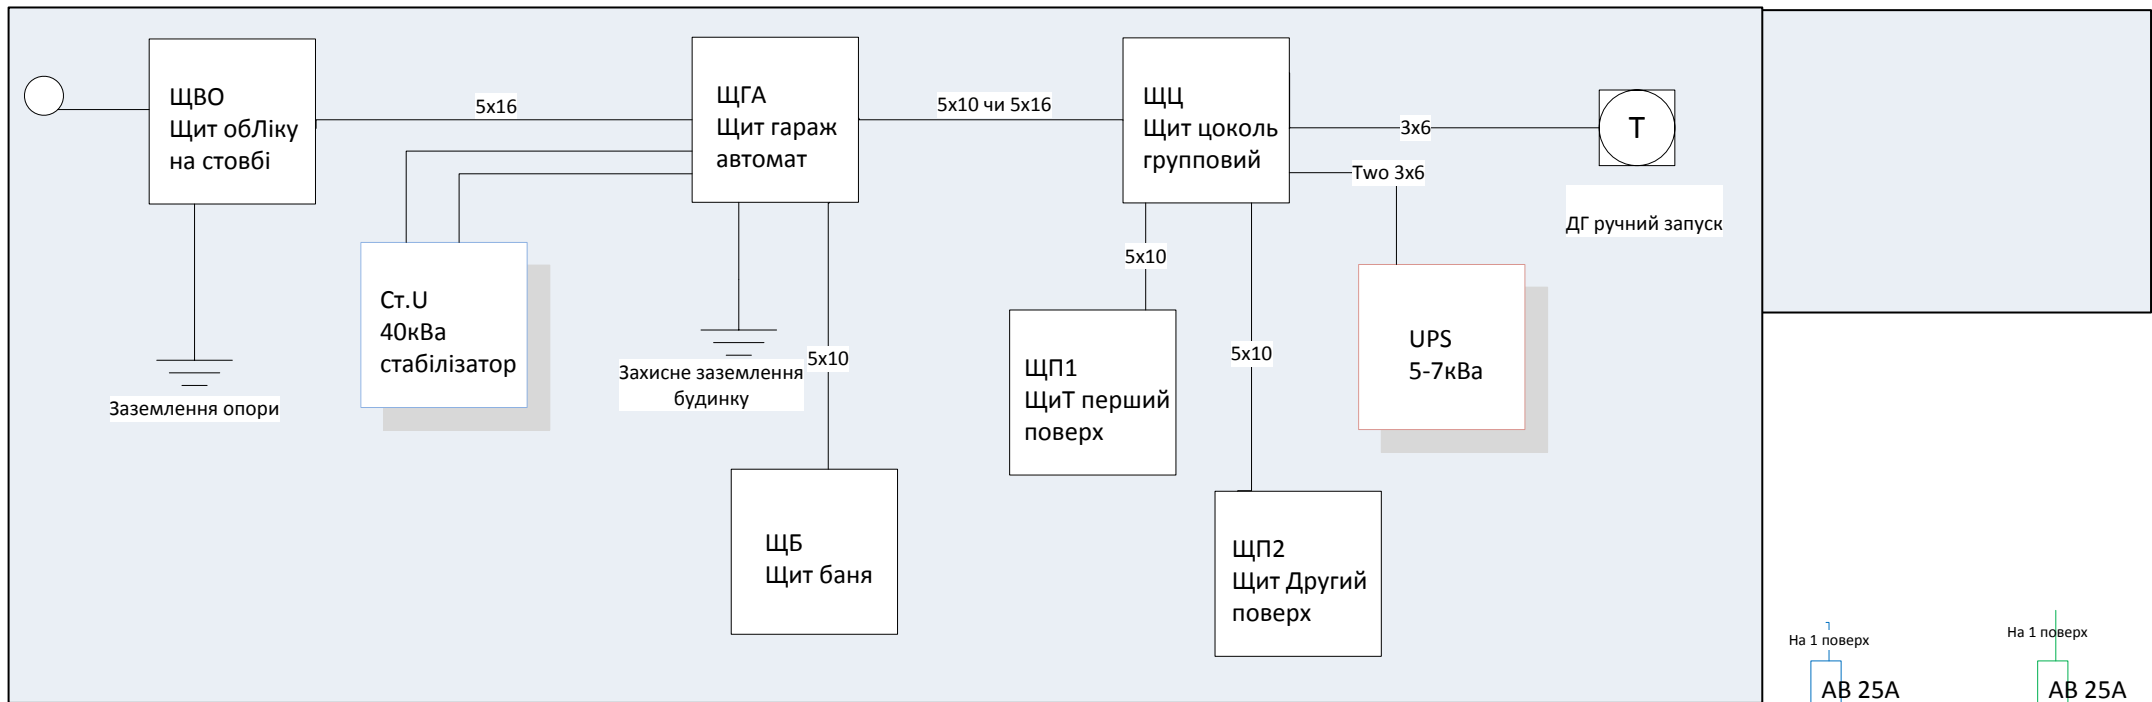 ЩВО
Щит обЛіку
на стовбі
5х16
ЩГА
Щит гараж
автомат
5х10 чи 5х16
ЩЦ
Щит цоколь
групповий
3х6
Т
Two 3х6
ДГ ручний запуск
Ст.U
40кВа
стабілізатор
Заземлення опори
Захисне заземлення
будинку
5х10
5х10
5х10
ЩП1
ЩиТ перший
поверх
UPS
5-7кВа
ЩБ
Щит баня
ЩП2
Щит Другий
поверх
На 1 поверх
АВ 25А
На 1 поверх
АВ 25А